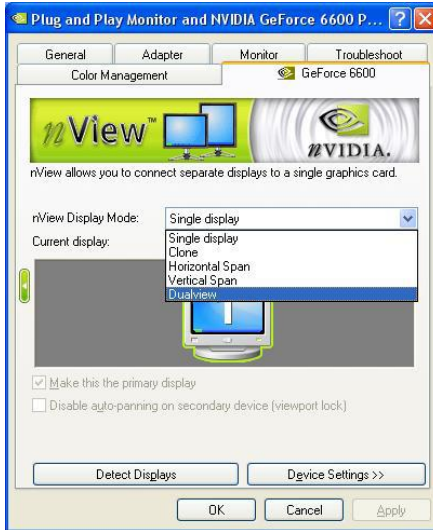 Plug and Play Monitor and NVIDIA GeForce 6600 P...
General Adapter Monitor Troubleshoot
Color Management GeForce 6600
nView™
NVIDIA.
nView allows you to connect separate displays to a single graphics card.
nView Display Mode: Single display
Current display:
Single display
Clone
Horizontal Span
Vertical Span
Dualview
1
Make this the primary display
Disable auto-panning on secondary device (viewport lock)
Detect Displays Device Settings >>
OK Cancel Apply